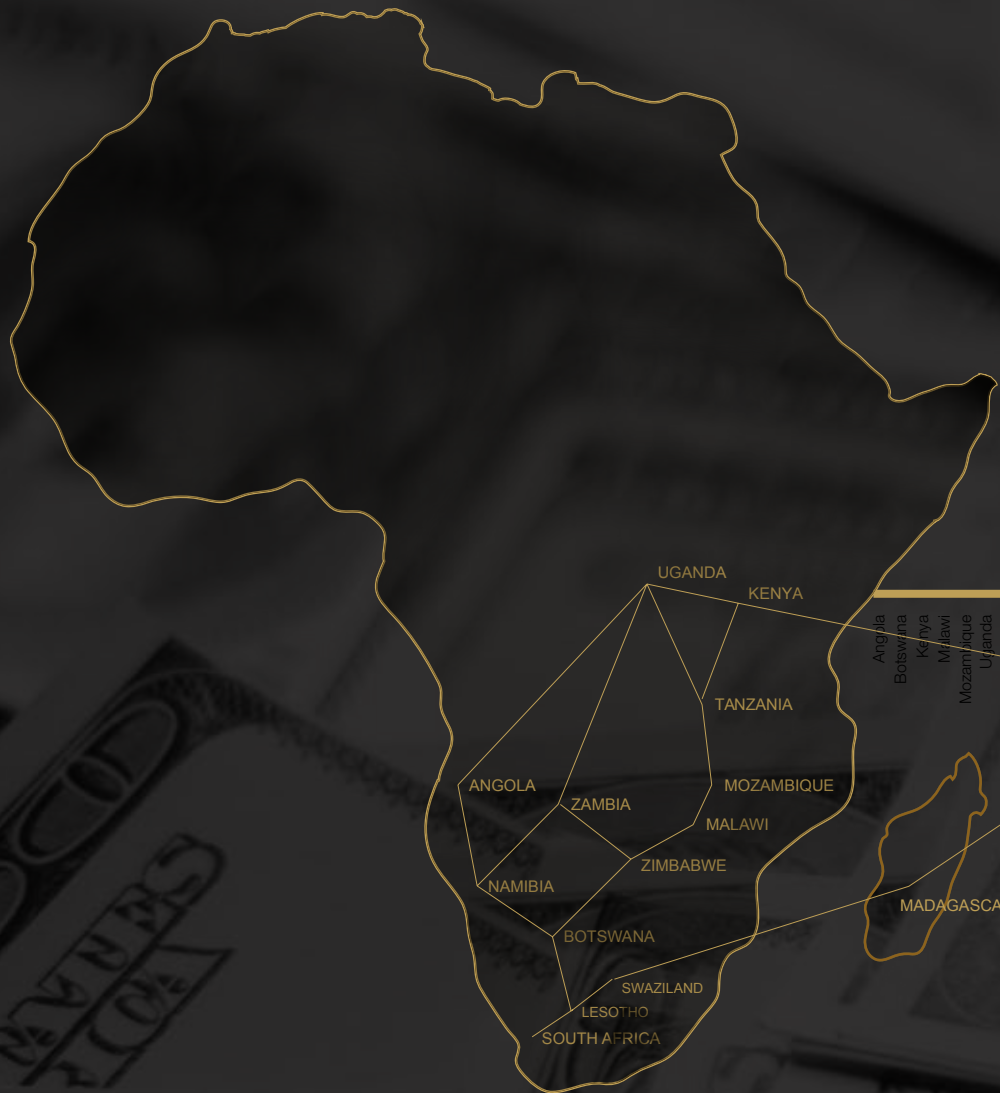 UGANDA
KENYA
Angola
Botswana
Kenya
Malawi
Mozambique
Uganda
TANZANIA
ANGOLA
MOZAMBIQUE
ZAMBIA
MALAWI
ZIMBABWE
NAMIBIA
MADAGASCA
BOTSWANA
SWAZILAND
LESOTHO
SOUTH AFRICA